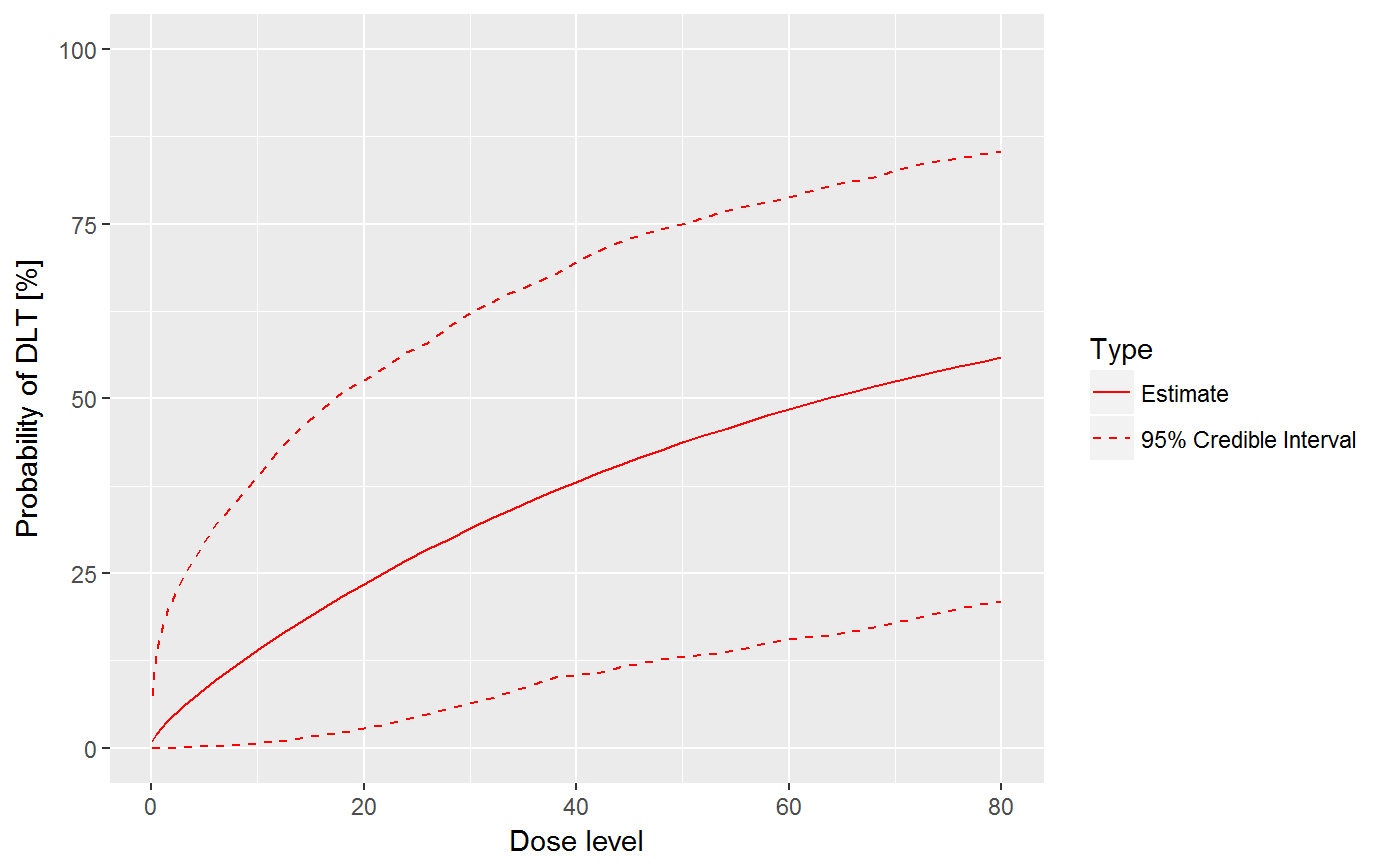 Probability of DLT [%]
100
75
50
25
0
0 20 40 60 80
Dose level
Type
Estimate
95% Credible Interval